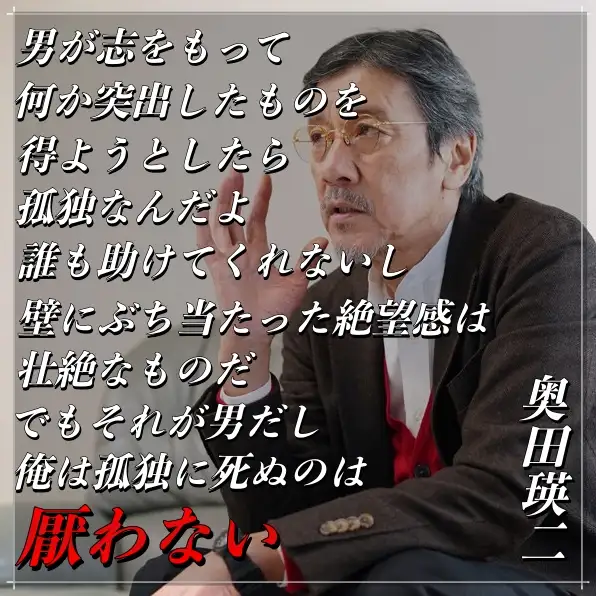 男が志をもって
何か突出したものを
得ようとしたら
孤独なんだよ
誰も助けてくれないし
壁にぶち当たった絶望感は
壮絶なものだ
でもそれが男だし
俺は孤独に死ぬのは
厭わない
奥田瑛二